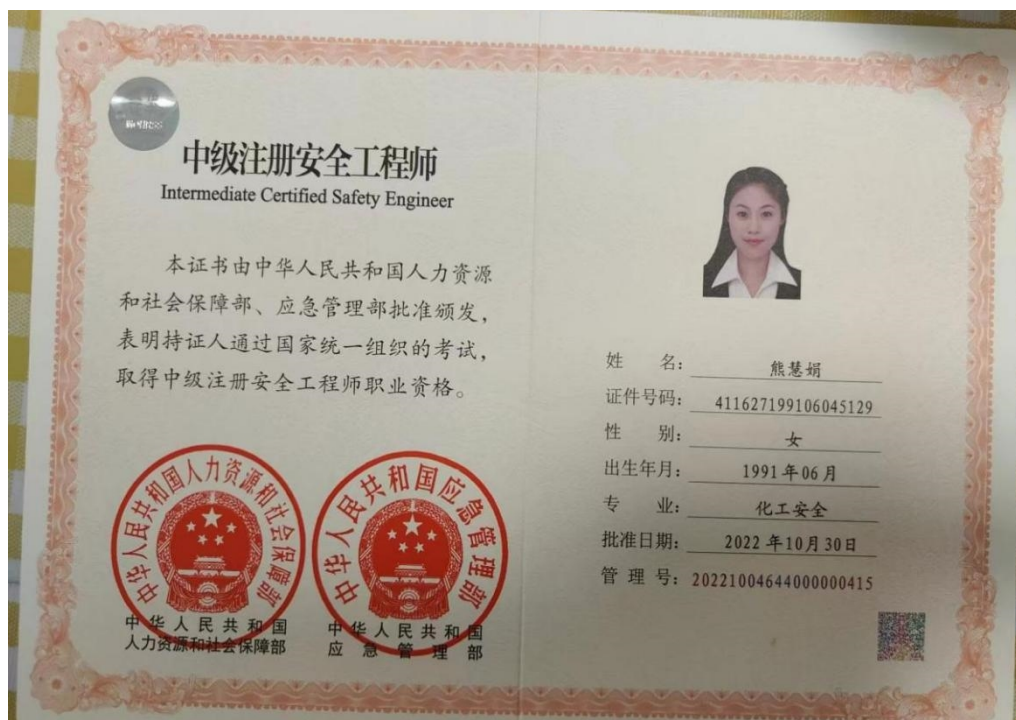 中级注册安全工程师
Intermediate Certified Safety Engineer
本证书由中华人民共和国人力资源
和社会保障部、应急管理部批准颁发，
表明持证人通过国家统一组织的考试，
取得中级注册安全工程师职业资格。
中华人民共和国人力资源和社会保障部
中华人民共和国
人力资源和社会保障部
中华人民共和国应急管理部
中华人民共和国
应急管理部
姓 名： 熊慧娟
证件号码： 411627199106045129
性 别： 女
出生年月： 1991年06月
专 业： 化工安全
批准日期： 2022年10月30日
管 理 号： 20221004644000000415